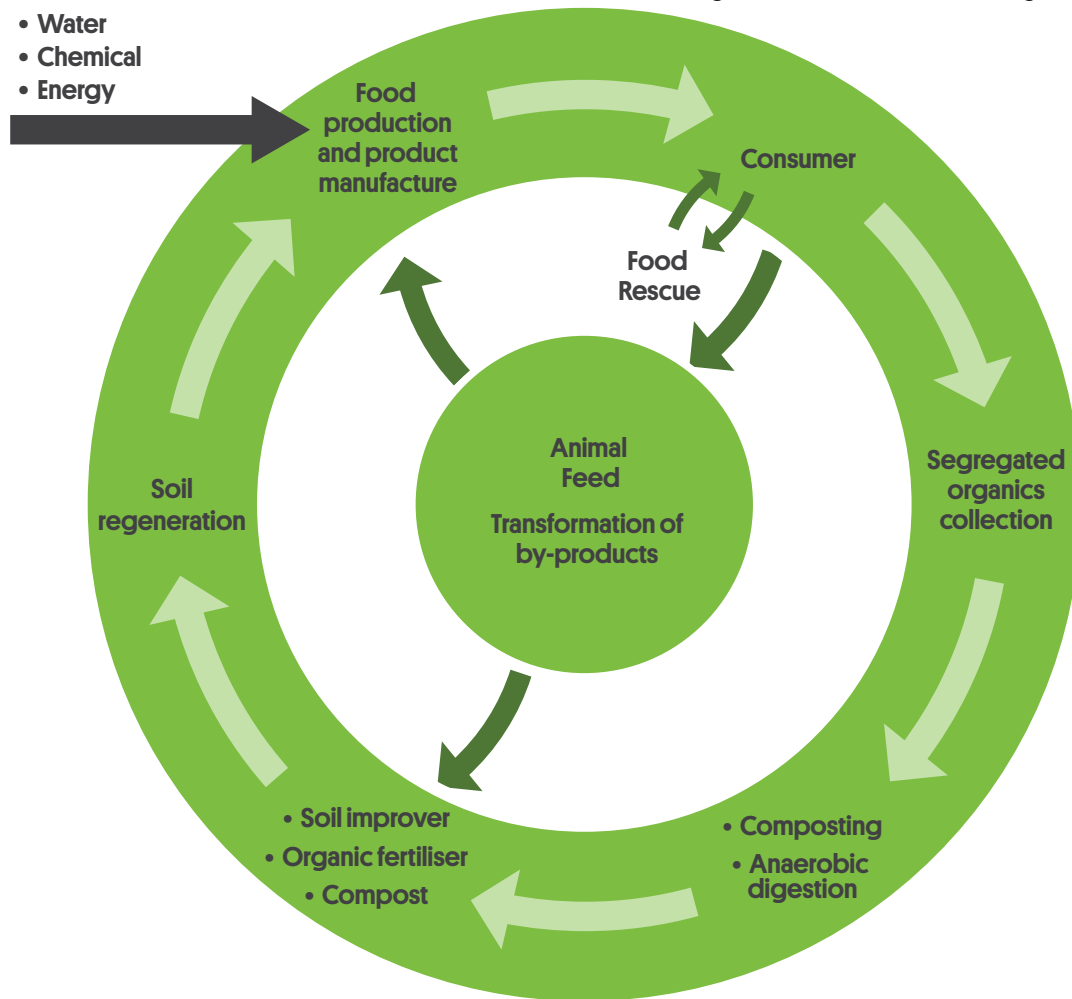 • Water
• Chemical
• Energy
Food
production
and product
manufacture
Consumer
Food
Rescue
Animal
Feed
Transformation of
by-products
Segregated
organics
collection
Soil
regeneration
• Soil improver
• Organic fertiliser
• Compost
• Composting
• Anaerobic
digestion